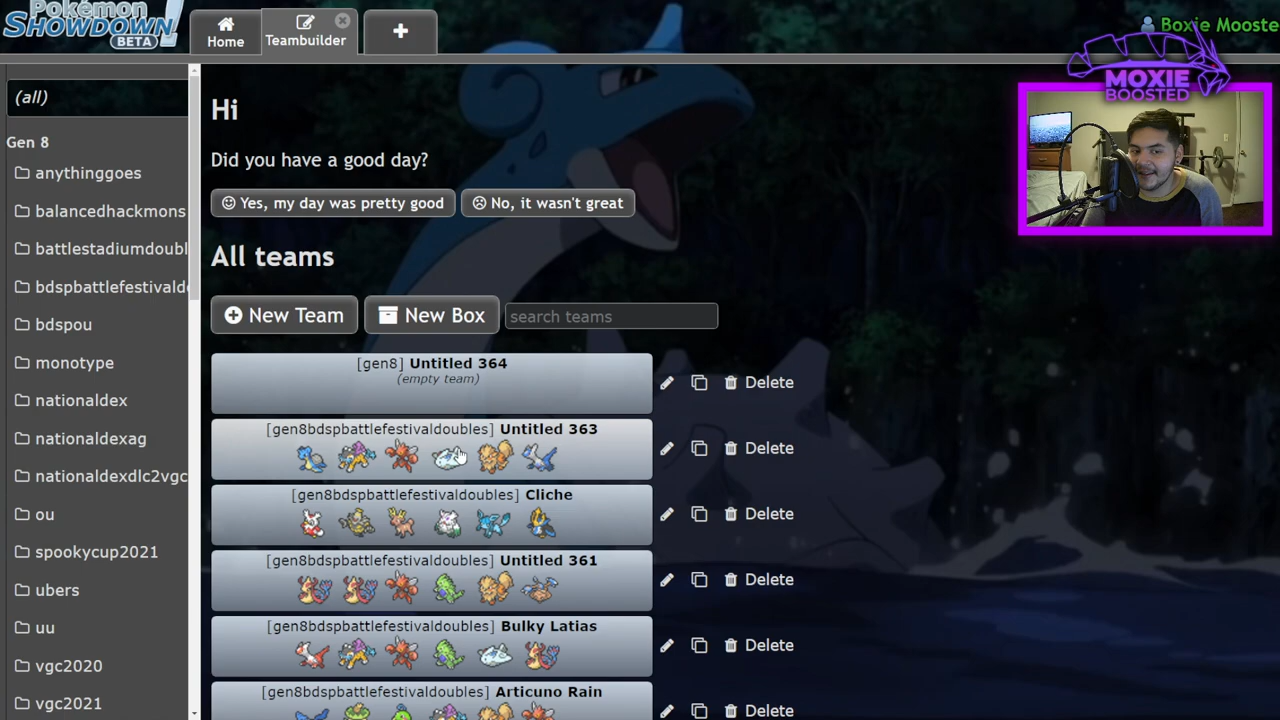 Pokémon
SHOWDOWN!
BETA
Home
Teambuilder
Boxie Mooste
MOXIE
BOOSTED
(all)
Gen 8
anythinggoes
balancedhackmons
battlestadiumdoubl
bdspbattlefestivald
bdspou
monotype
nationaldex
nationaldexag
nationaldexdlc2vgc
ou
spookycup2021
ubers
uu
vgc2020
vgc2021
Hi
Did you have a good day?
Yes, my day was pretty good
No, it wasn't great
All teams
New Team
New Box
search teams
[gen8] Untitled 364
(empty team)
Delete
[gen8bdspbattlefestivaldoubles] Untitled 363
Delete
[gen8bdspbattlefestivaldoubles] Cliche
Delete
[gen8bdspbattlefestivaldoubles] Untitled 361
Delete
[gen8bdspbattlefestivaldoubles] Bulky Latias
Delete
[gen8bdspbattlefestivaldoubles] Articuno Rain
Delete